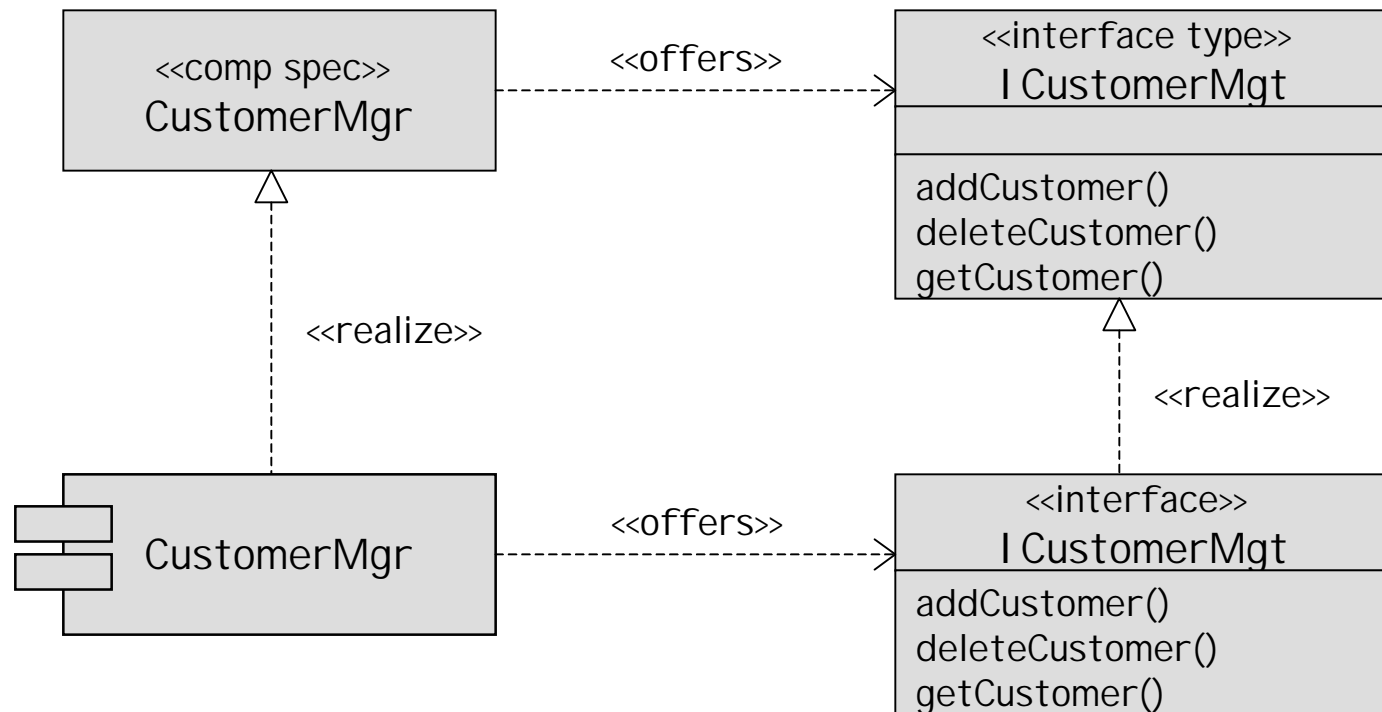 <<comp spec>>
CustomerMgr
<<offers>>
<<interface type>>
ICustomerMgt
addCustomer()
deleteCustomer()
getCustomer()
<<realize>>
<<realize>>
CustomerMgr
<<offers>>
<<interface>>
ICustomerMgt
addCustomer()
deleteCustomer()
getCustomer()